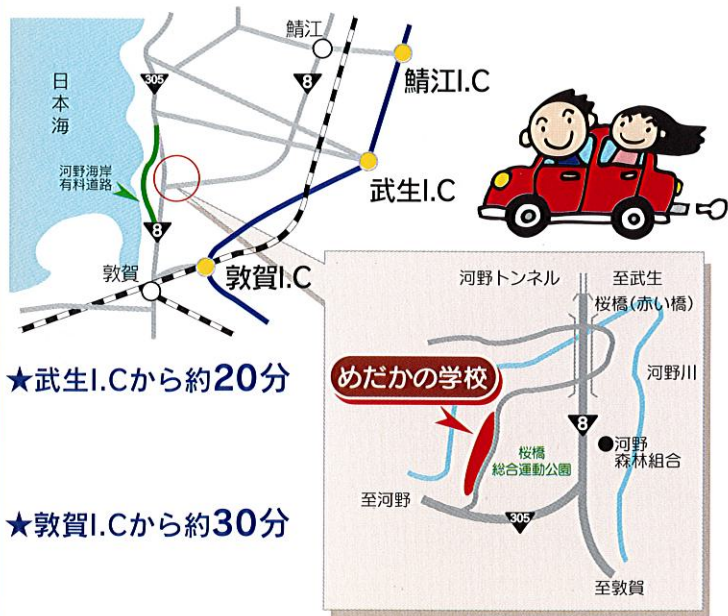 鯖江
305
8
鯖江I.C
日本海
河野海岸
有料道路
武生I.C
8
敦賀
敦賀I.C
★武生I.Cから約20分
★敦賀I.Cから約30分
河野トンネル
至武生
桜橋(赤い橋)
めだかの学校
河野川
8
桜橋
総合運動公園
河野
森林組合
至河野
305
至敦賀